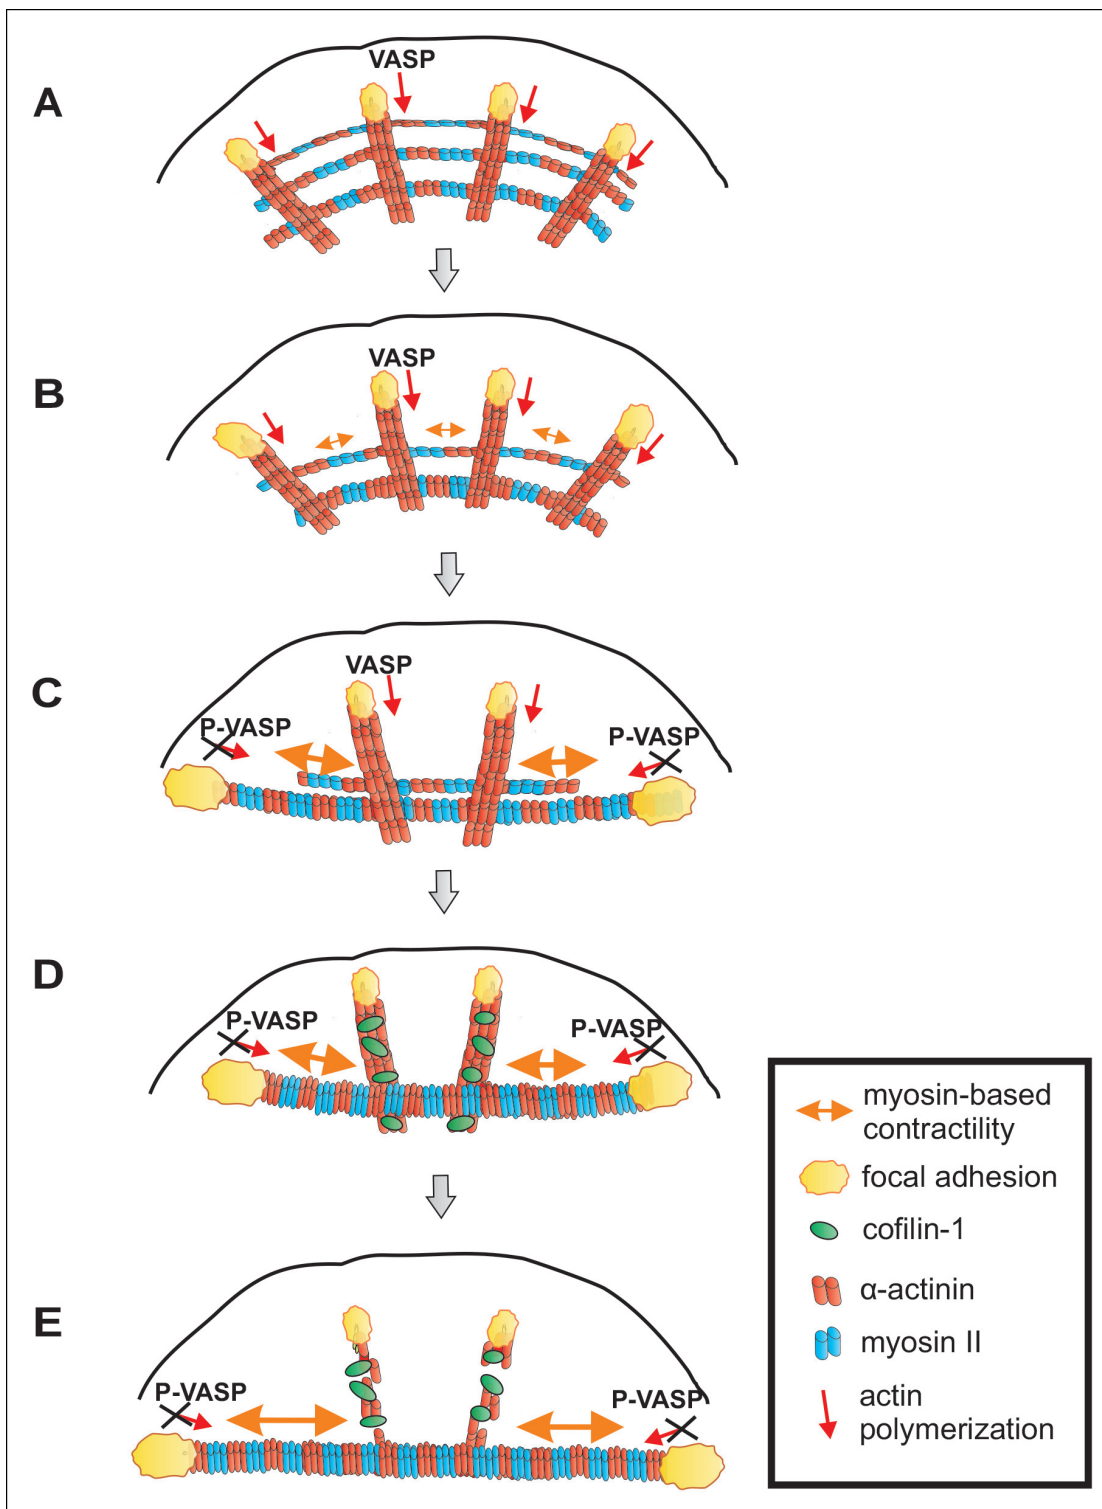 A
VASP
B
VASP
C
VASP
P-VASP
P-VASP
D
P-VASP
P-VASP
E
P-VASP
P-VASP
myosin-based
contractility
focal adhesion
cofilin-1
α-actinin
myosin II
actin
polymerization